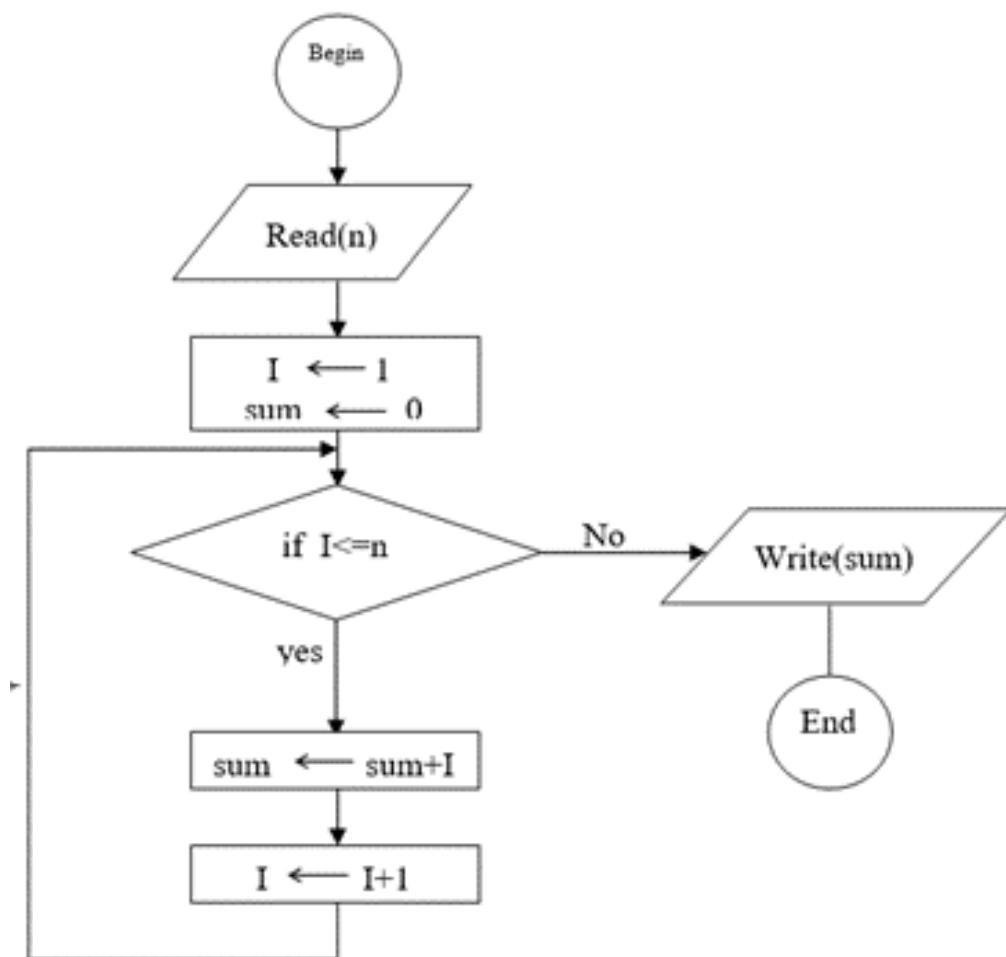 Begin
Read(n)
I ← 1
sum ← 0
if I<=n
No
Write(sum)
yes
End
sum ← sum+I
I ← I+1